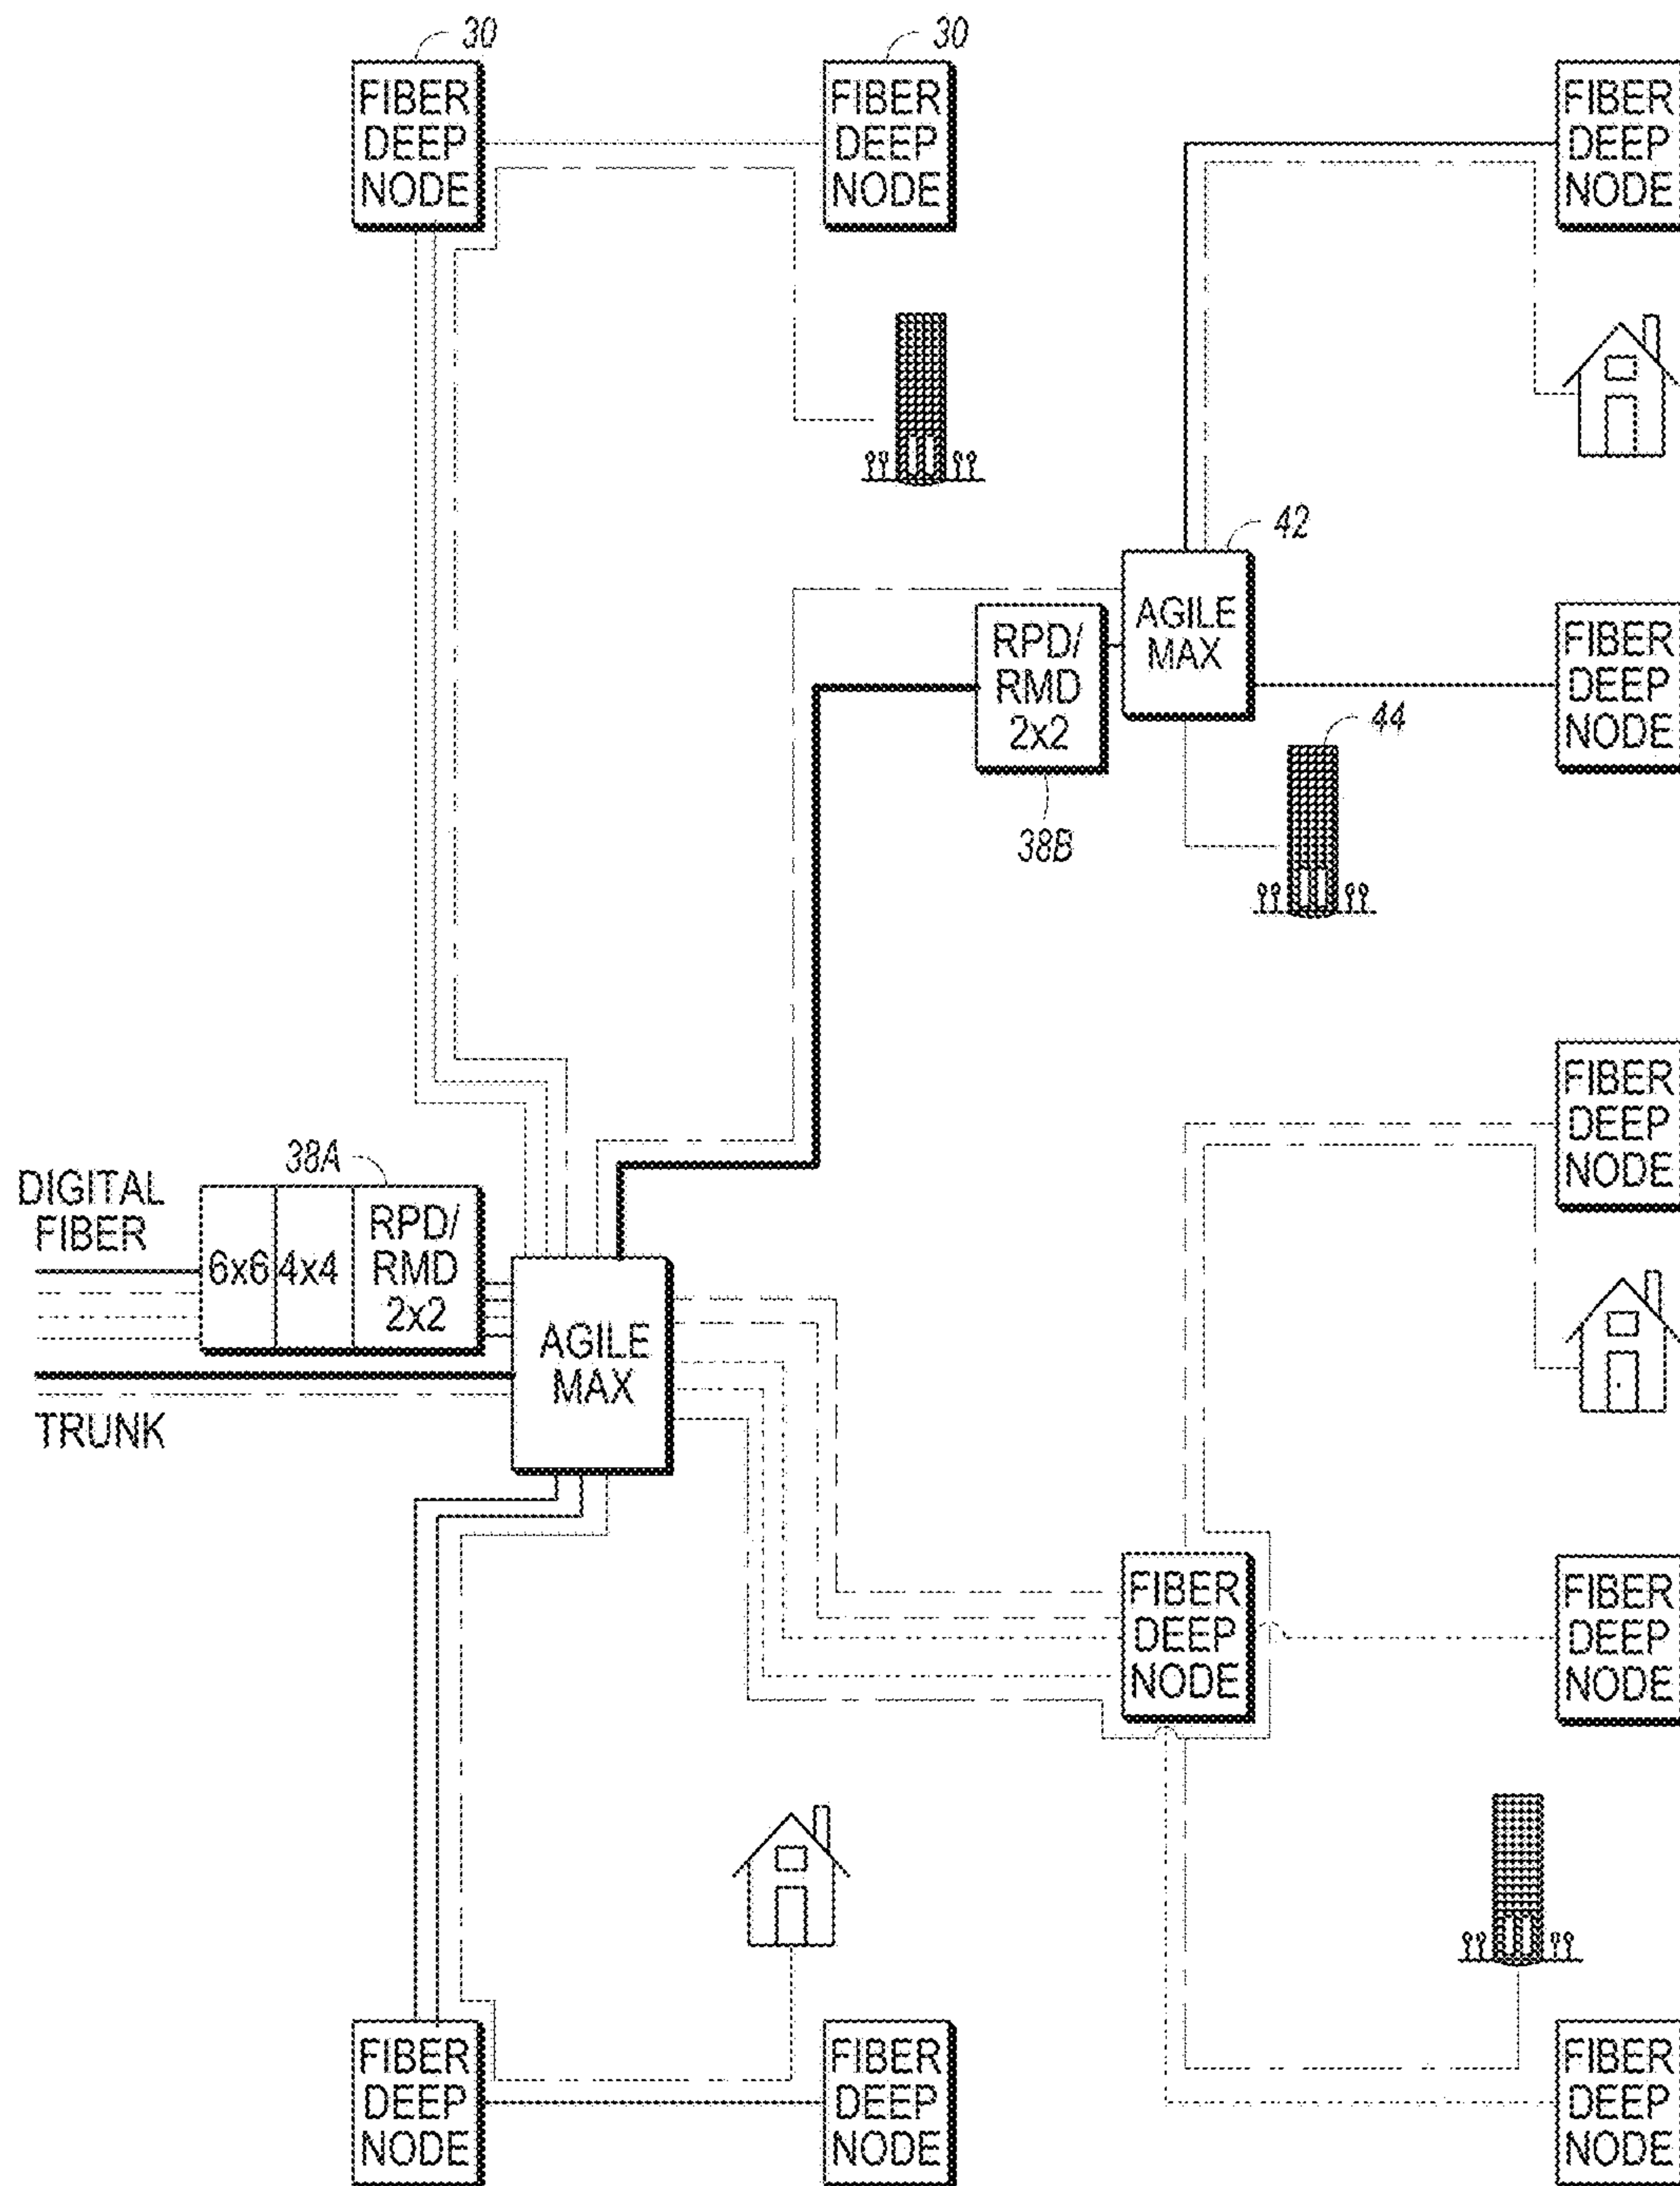 30
30
FIBER
DEEP
NODE
FIBER
DEEP
NODE
FIBER
DEEP
NODE
42
AGILE
MAX
RPD/
RMD
2x2
38B
FIBER
DEEP
NODE
44
FIBER
DEEP
NODE
38A
DIGITAL
FIBER
6x6
4x4
RPD/
RMD
2x2
AGILE
MAX
TRUNK
FIBER
DEEP
NODE
FIBER
DEEP
NODE
FIBER
DEEP
NODE
FIBER
DEEP
NODE
FIBER
DEEP
NODE